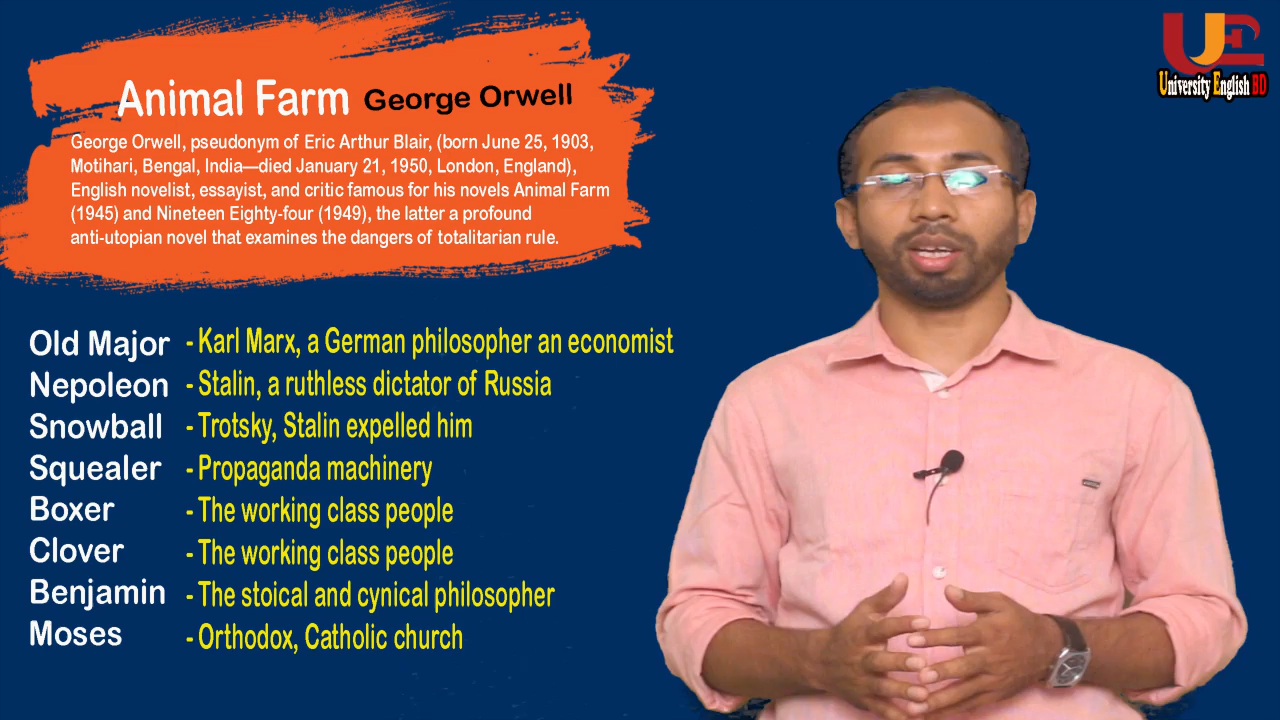 UE
University English BD
Animal Farm George Orwell
George Orwell, pseudonym of Eric Arthur Blair, (born June 25, 1903,
Motihari, Bengal, India—died January 21, 1950, London, England),
English novelist, essayist, and critic famous for his novels Animal Farm
(1945) and Nineteen Eighty-four (1949), the latter a profound
anti-utopian novel that examines the dangers of totalitarian rule.
Old Major - Karl Marx, a German philosopher an economist
Nepoleon - Stalin, a ruthless dictator of Russia
Snowball - Trotsky, Stalin expelled him
Squealer - Propaganda machinery
Boxer - The working class people
Clover - The working class people
Benjamin - The stoical and cynical philosopher
Moses - Orthodox, Catholic church